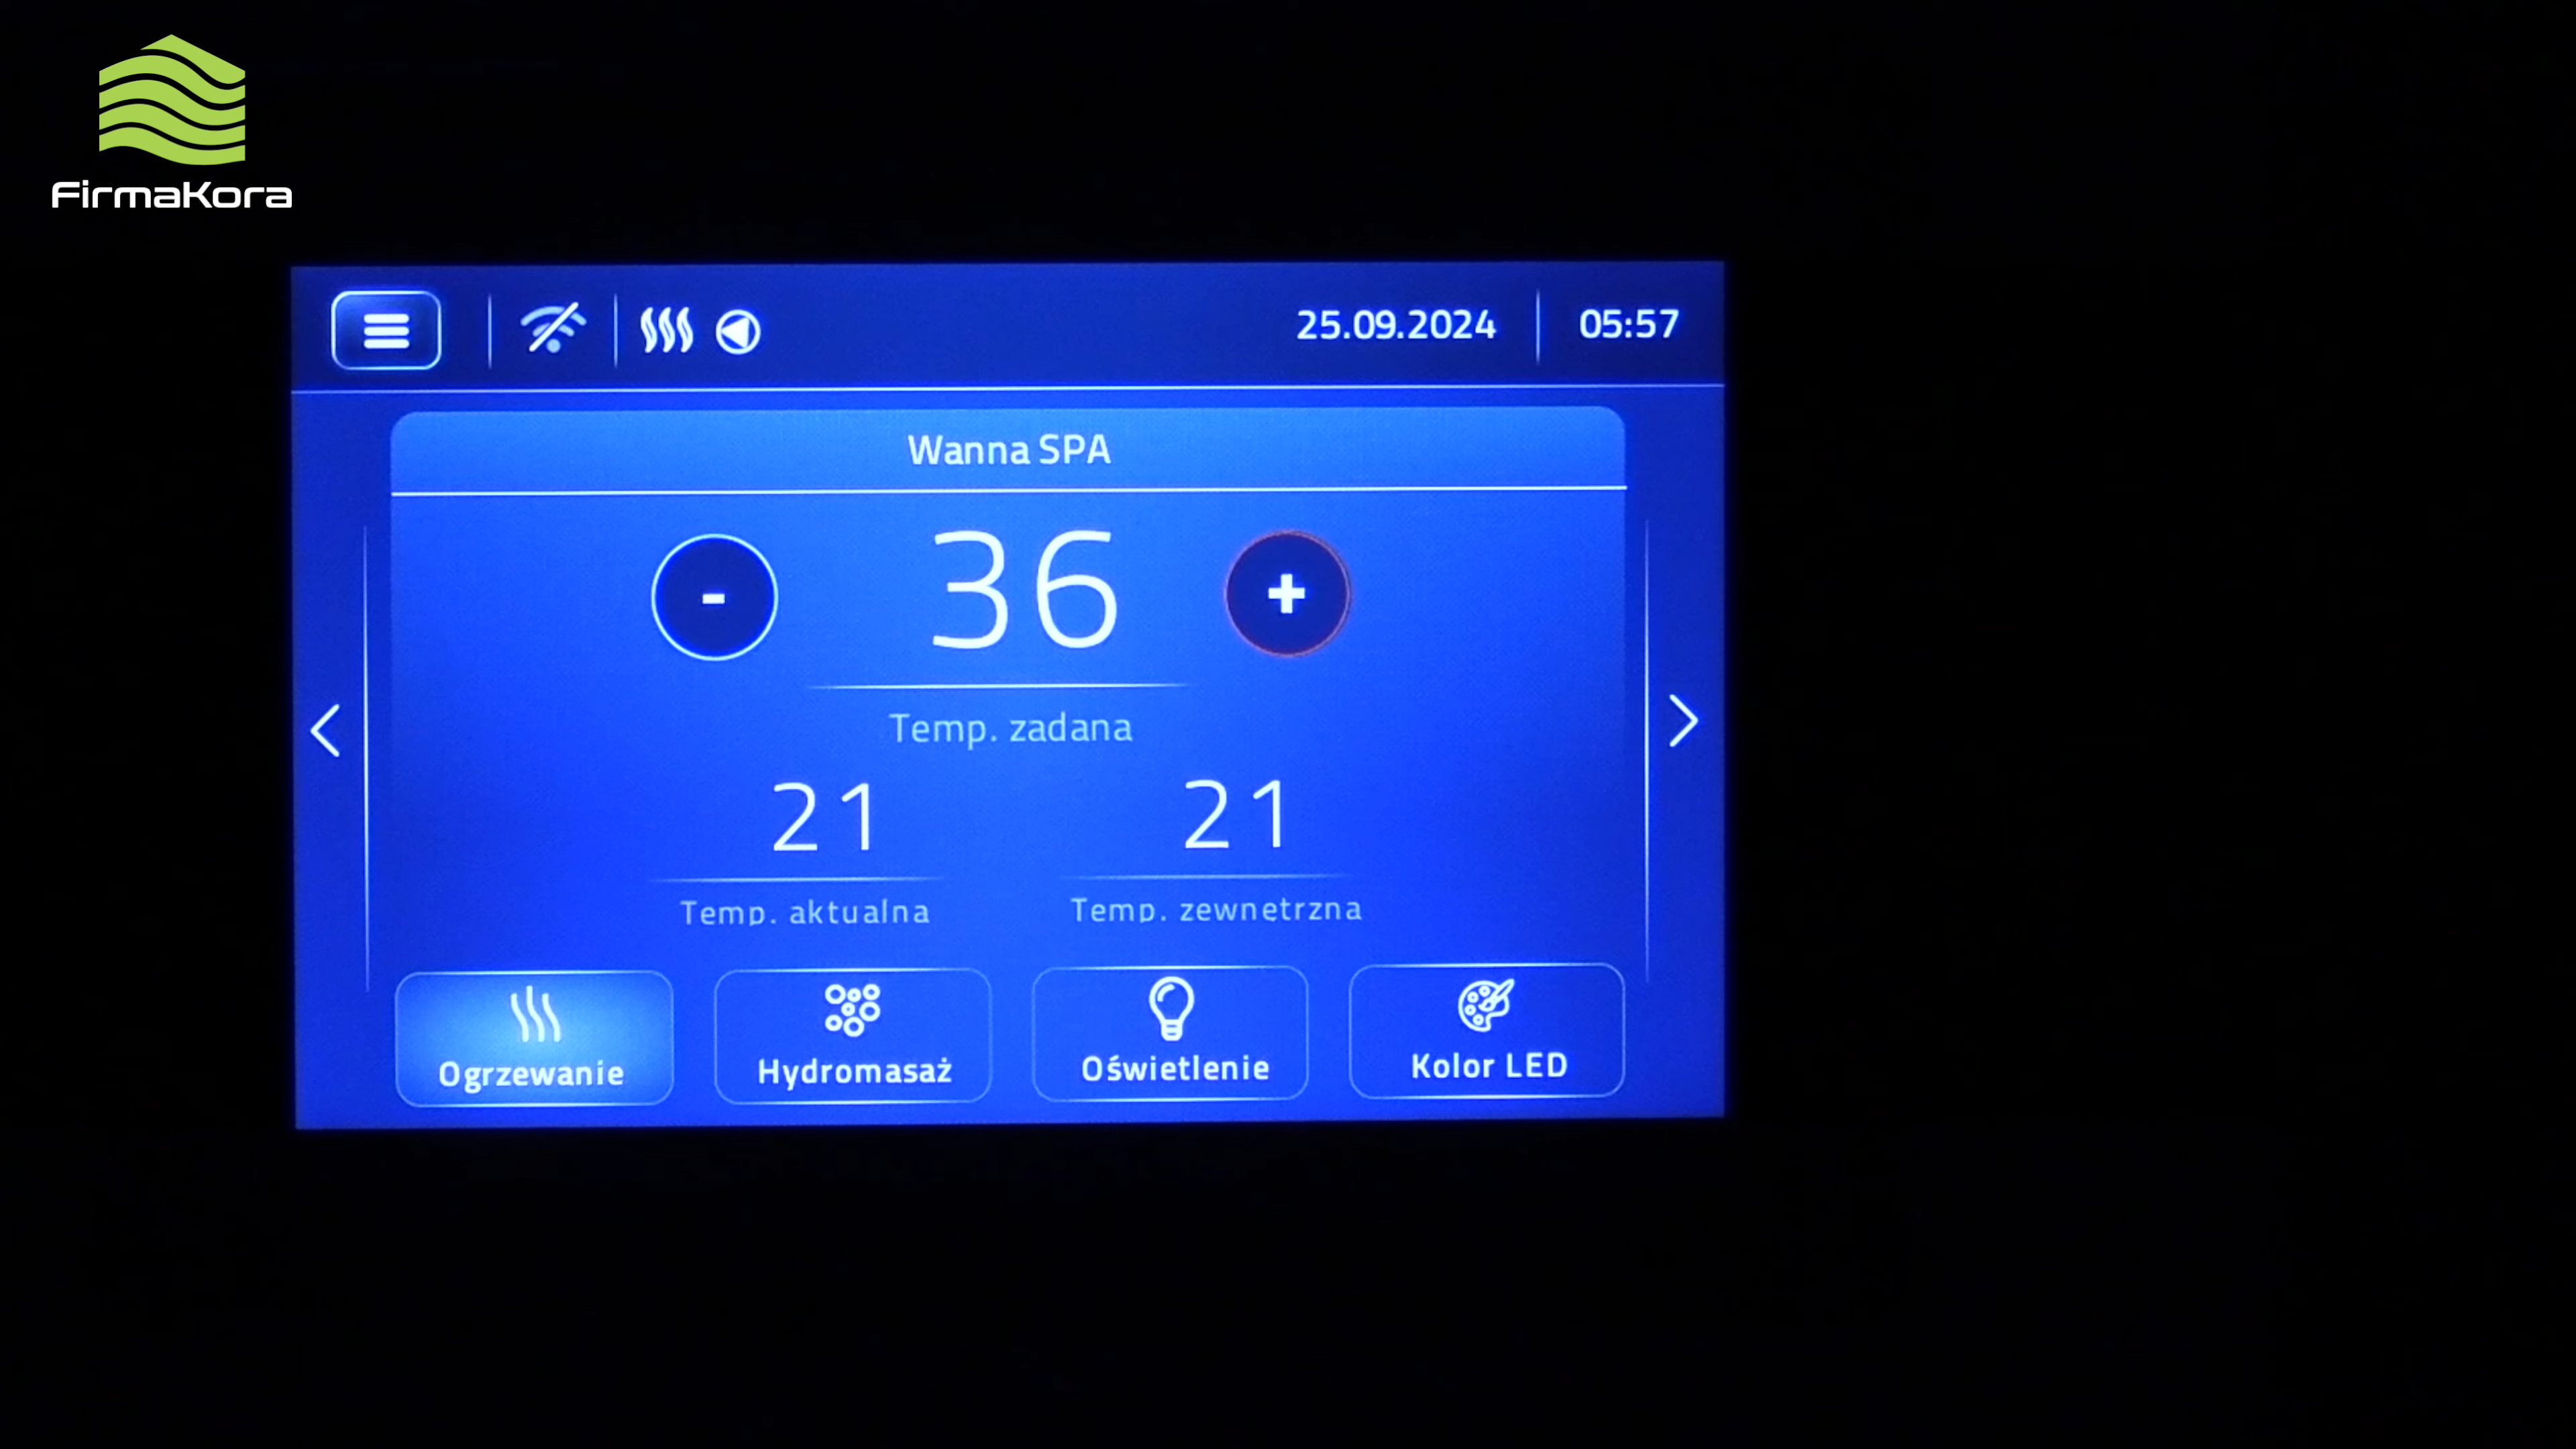 FirmaKora
25.09.2024
05:57
Wanna SPA
-
36
+
Temp. zadana
21
21
Temp. aktualna
Temp. zewnetrzna
Ogrzewanie
Hydromasaż
Oświetlenie
Kolor LED